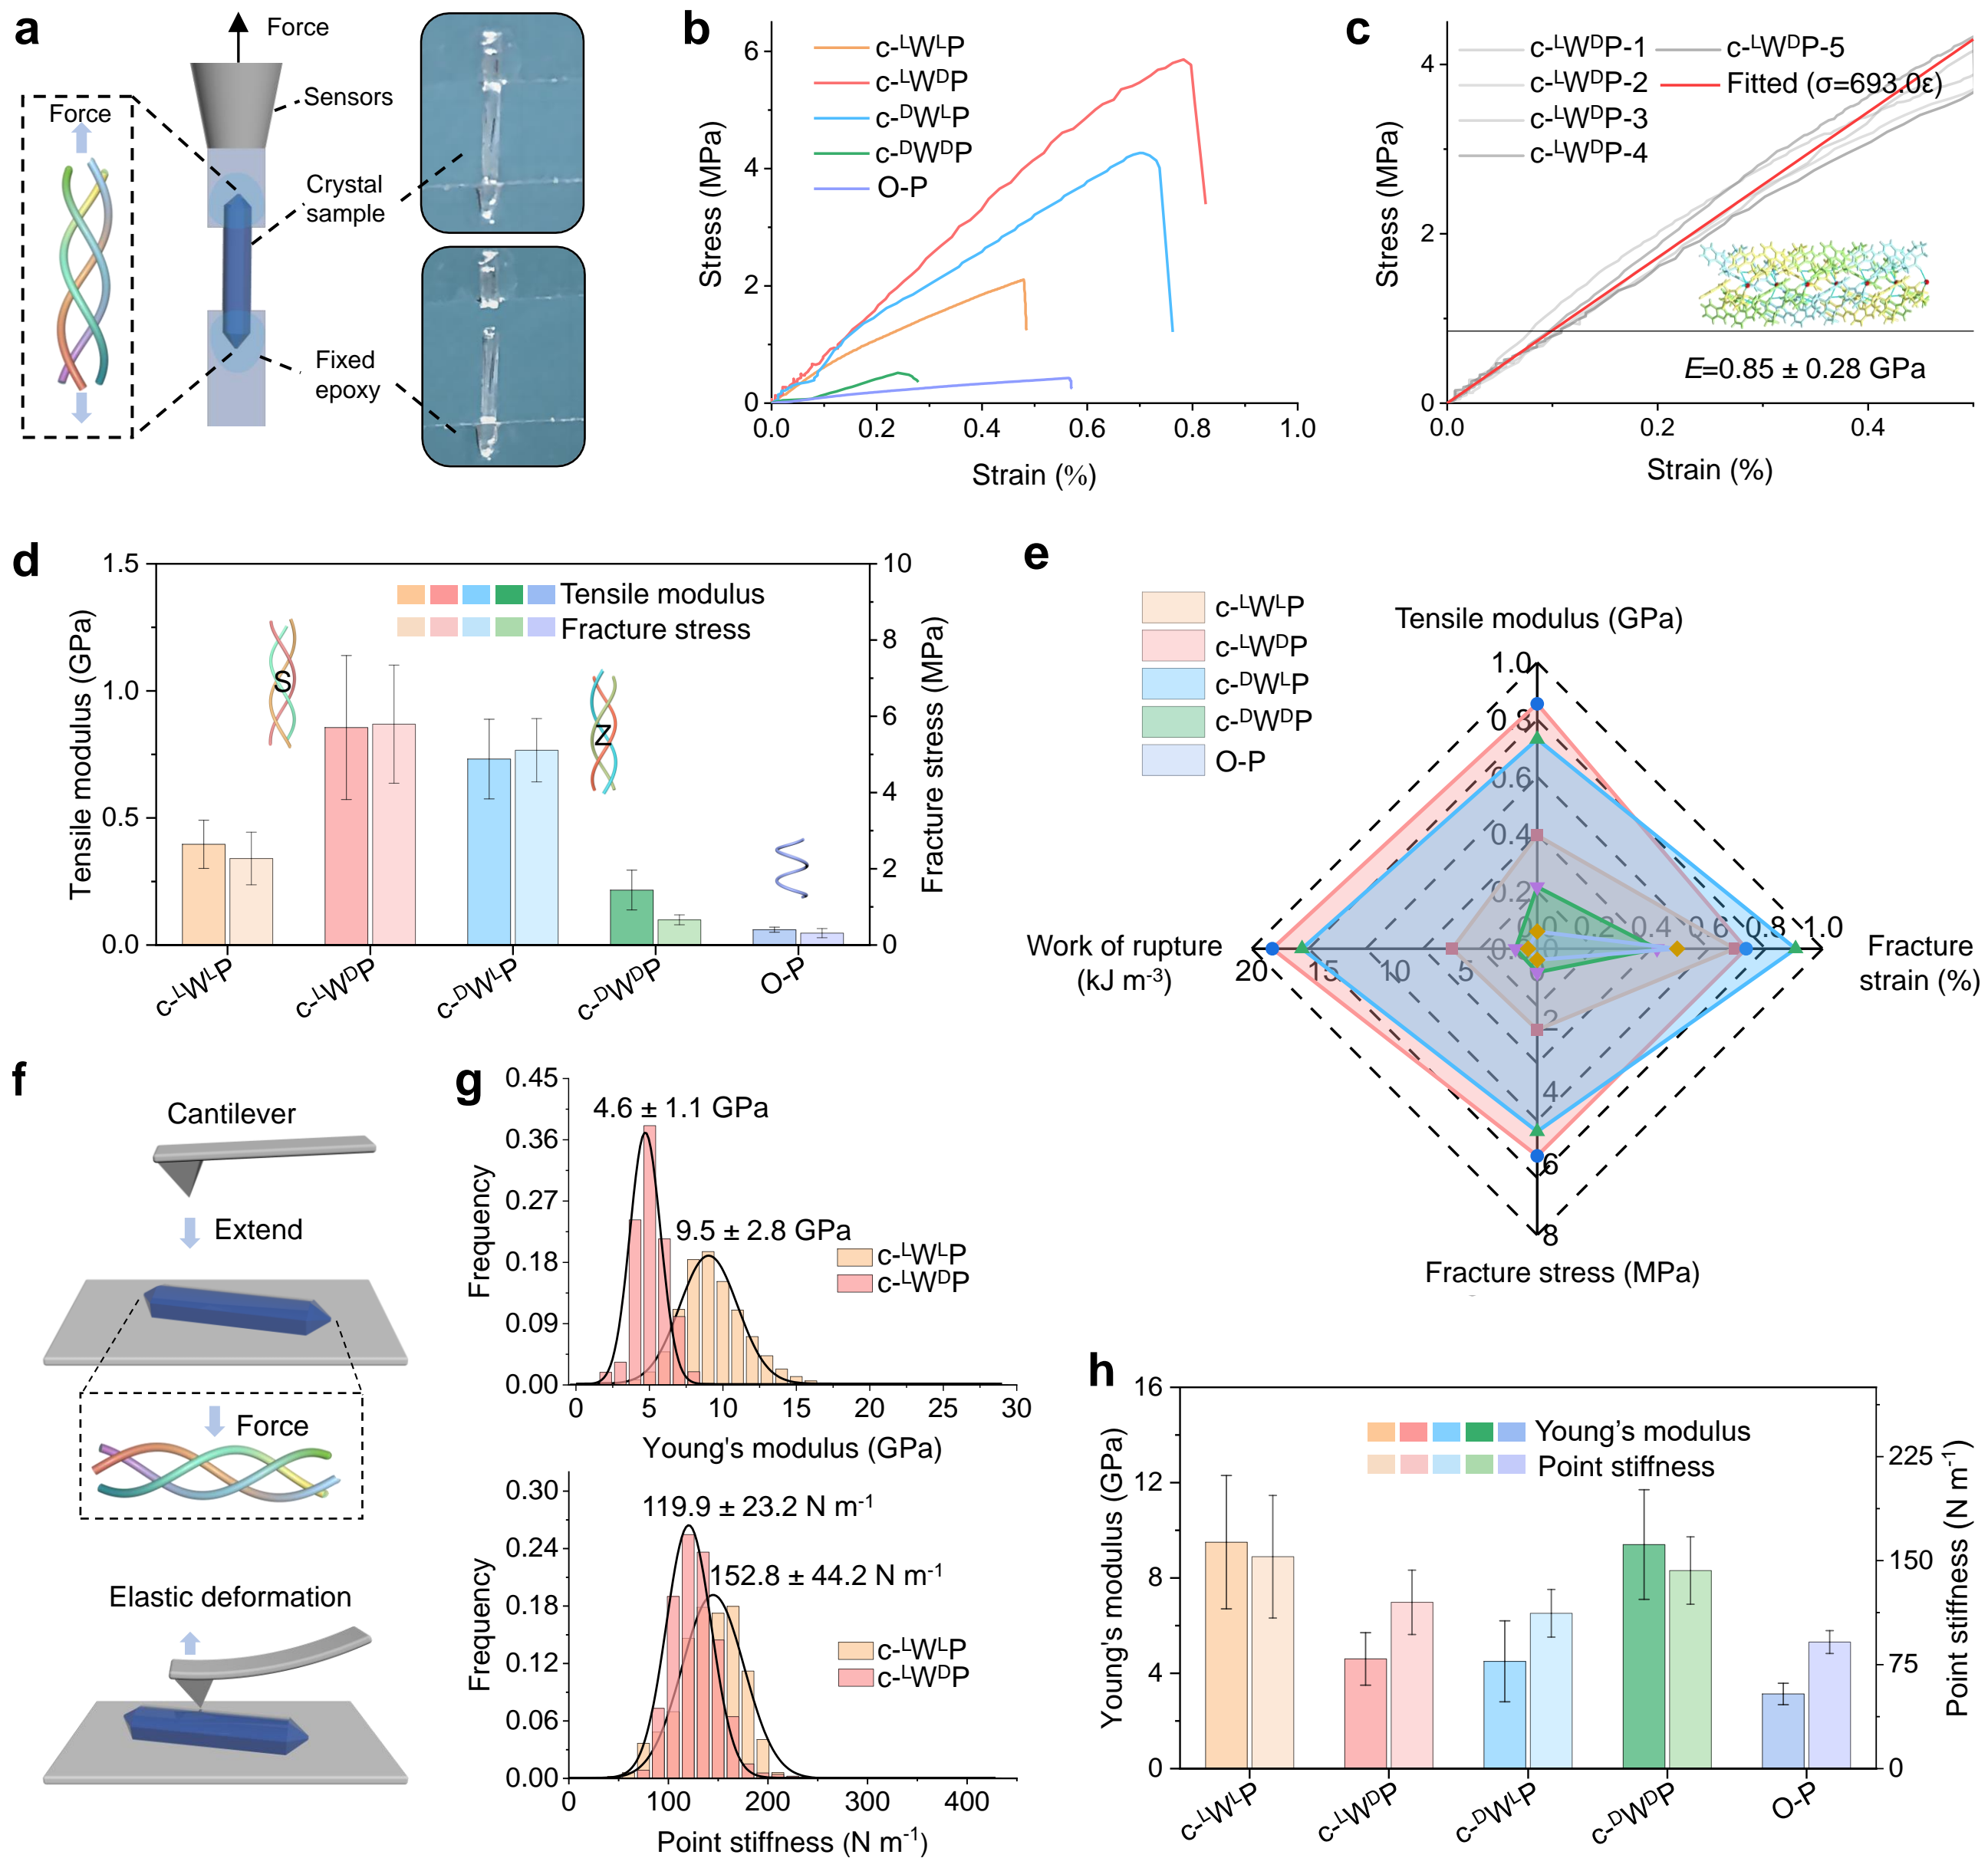 a
Force
Sensors
Force
Crystal
sample
Fixed
epoxy
b
c-ᴸWᴸP
c-ᴸWᴰP
c-ᴰWᴸP
c-ᴰWᴰP
O-P
Stress (MPa)
6
4
2
0
0.0 0.2 0.4 0.6 0.8 1.0
Strain (%)
c
c-ᴸWᴰP-1 c-ᴸWᴰP-5
c-ᴸWᴰP-2 Fitted (σ=693.0ε)
c-ᴸWᴰP-3
c-ᴸWᴰP-4
Stress (MPa)
4
2
0
E=0.85 ± 0.28 GPa
0.0 0.2 0.4
Strain (%)
d
Tensile modulus (GPa)
1.5
1.0
0.5
0.0
Tensile modulus
Fracture stress
S
Z
10
8
6
4
2
0
Fracture stress (MPa)
c-ᴸWᴸP c-ᴸWᴰP c-ᴰWᴸP c-ᴰWᴰP O-P
e
c-ᴸWᴸP
c-ᴸWᴰP
c-ᴰWᴸP
c-ᴰWᴰP
O-P
Tensile modulus (GPa)
1.0
0.8
0.6
0.4
0.2
0.0 0.2 0.4 0.6 0.8 1.0
Work of rupture
(kJ m⁻³)
20 15 10 5 0
Fracture
strain (%)
0
2
4
6
8
Fracture stress (MPa)
f
Cantilever
Extend
Force
Elastic deformation
g
Frequency
0.45
0.36
0.27
0.18
0.09
0.00
4.6 ± 1.1 GPa
9.5 ± 2.8 GPa
c-ᴸWᴸP
c-ᴸWᴰP
0 5 10 15 20 25 30
Young's modulus (GPa)
Frequency
0.30
0.24
0.18
0.12
0.06
0.00
119.9 ± 23.2 N m⁻¹
152.8 ± 44.2 N m⁻¹
c-ᴸWᴸP
c-ᴸWᴰP
0 100 200 300 400
Point stiffness (N m⁻¹)
h
Young's modulus (GPa)
16
12
8
4
0
Young’s modulus
Point stiffness
225
150
75
0
Point stiffness (N m⁻¹)
c-ᴸWᴸP c-ᴸWᴰP c-ᴰWᴸP c-ᴰWᴰP O-P